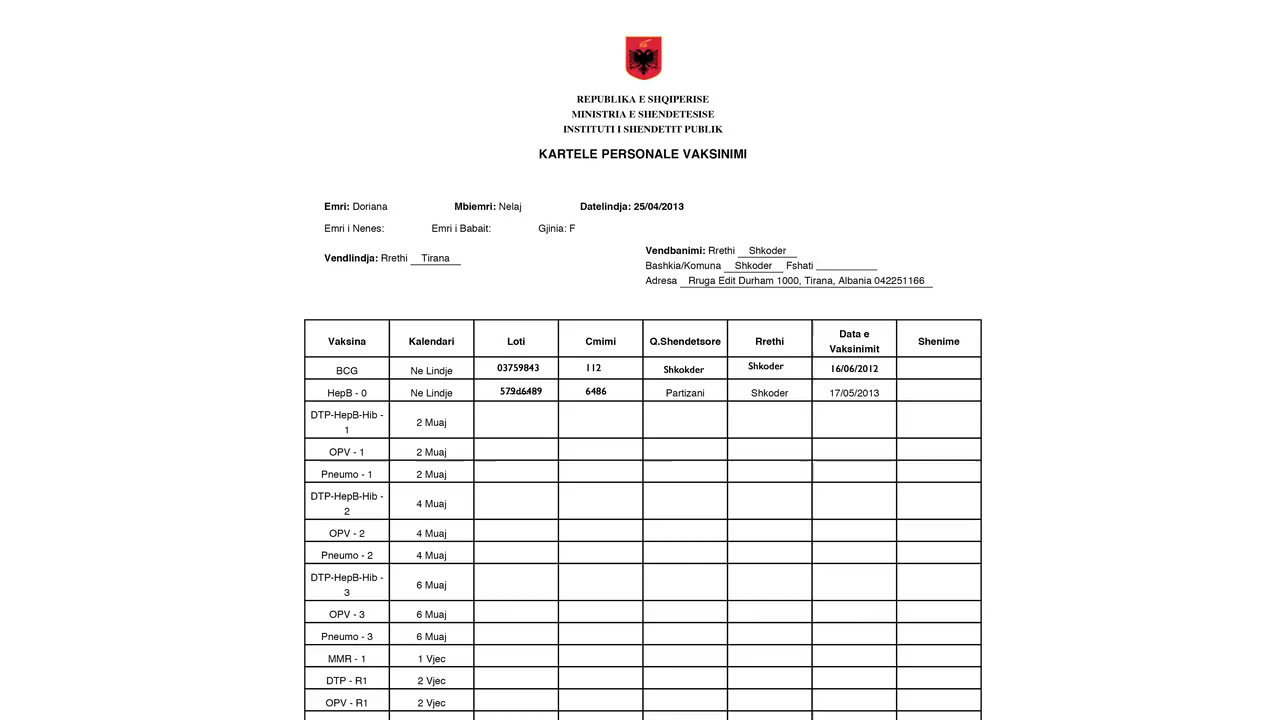 REPUBLIKA E SHQIPERISE
MINISTRIA E SHENDETESISE
INSTITUTI I SHENDETIT PUBLIK
KARTELE PERSONALE VAKSINIMI
Emri: Doriana Mbiemri: Nelaj Datelindja: 25/04/2013
Emri i Nenes: Emri i Babait: Gjinia: F
Vendlindja: Rrethi Tirana
Vendbanimi: Rrethi Shkoder
Bashkia/Komuna Shkoder Fshati
Adresa Rruga Edit Durham 1000, Tirana, Albania 042251166
Vaksina Kalendari Loti Cmimi Q.Shendetsore Rrethi Data e Vaksinimit Shenime
BCG Ne Lindje 03759843 112 Shkokder Shkoder 16/06/2012
HepB - 0 Ne Lindje 6486 Partizani Shkoder 17/05/2013
DTP-HepB-Hib - 1 2 Muaj
OPV - 1 2 Muaj
Pneumo - 1 2 Muaj
DTP-HepB-Hib - 2 4 Muaj
OPV - 2 4 Muaj
Pneumo - 2 4 Muaj
DTP-HepB-Hib - 3 6 Muaj
OPV - 3 6 Muaj
Pneumo - 3 6 Muaj
MMR - 1 1 Vjec
DTP - R1 2 Vjec
OPV - R1 2 Vjec